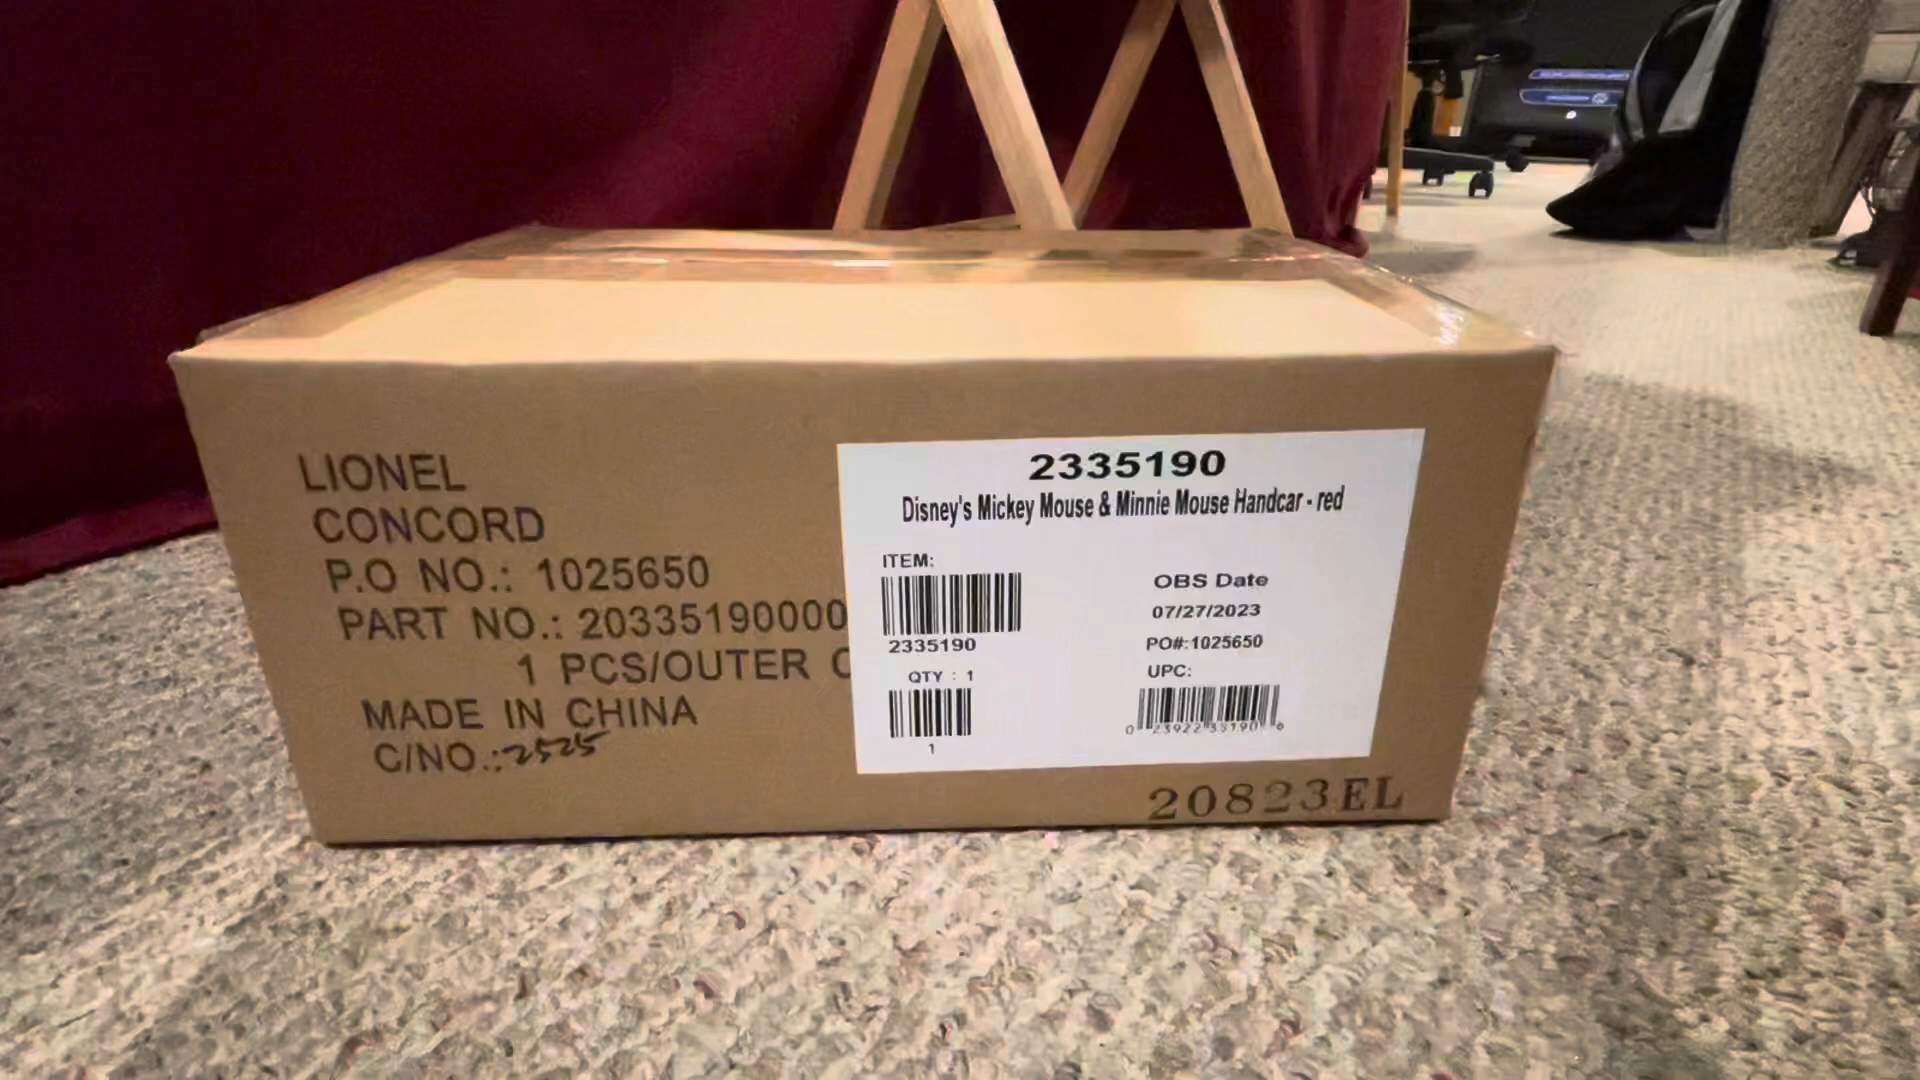 LIONEL
CONCORD
P.O NO.: 1025650
PART NO.: 20335190000
1 PCS/OUTER C
MADE IN CHINA
C/NO.: 2525
2335190
Disney's Mickey Mouse & Minnie Mouse Handcar - red
ITEM:
2335190
QTY : 1
1
OBS Date
07/27/2023
PO#:1025650
UPC:
0 23922 35190 6
20823EL